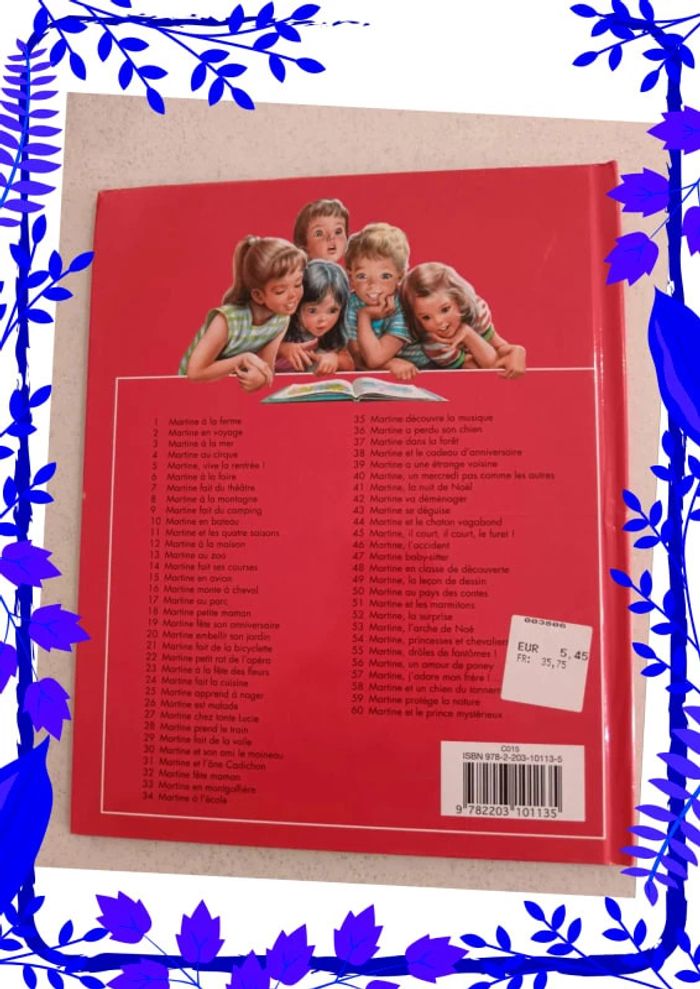 1 Martine à la ferme
2 Martine en voyage
3 Martine à la mer
4 Martine au cirque
5 Martine, vive la rentrée !
6 Martine à la foire
7 Martine fait du théâtre
8 Martine à la montagne
9 Martine fait du camping
10 Martine en bateau
11 Martine et les quatre saisons
12 Martine à la maison
13 Martine au zoo
14 Martine fait ses courses
15 Martine en avion
16 Martine monte à cheval
17 Martine au parc
18 Martine petite maman
19 Martine fête son anniversaire
20 Martine embellit son jardin
21 Martine fait de la bicyclette
22 Martine petit rat de l'opéra
23 Martine à la fête des fleurs
24 Martine fait la cuisine
25 Martine apprend à nager
26 Martine est malade
27 Martine chez tante Lucie
28 Martine prend le train
29 Martine fait de la voile
30 Martine et son ami le moineau
31 Martine et l'âne Cadichon
32 Martine fête maman
33 Martine en montgolfière
34 Martine à l'école
35 Martine découvre la musique
36 Martine a perdu son chien
37 Martine dans la forêt
38 Martine et le cadeau d'anniversaire
39 Martine a une étrange voisine
40 Martine, un mercredi pas comme les autres
41 Martine, la nuit de Noël
42 Martine va déménager
43 Martine se déguise
44 Martine et le chaton vagabond
45 Martine, il court, il court, le furet !
46 Martine, l'accident
47 Martine baby-sitter
48 Martine en classe de découverte
49 Martine, la leçon de dessin
50 Martine au pays des contes
51 Martine et les marmitons
52 Martine, la surprise
53 Martine, l'arche de Noé
54 Martine, princesses et chevaliers
55 Martine, drôles de fantômes !
56 Martine, un amour de poney
57 Martine, j'adore mon frère !
58 Martine et un chien du tonnerre
59 Martine protège la nature
60 Martine et le prince mystérieux
003806
EUR 5,45
FR: 35,75
C015
ISBN 978-2-203-10113-5
9 782203 101135